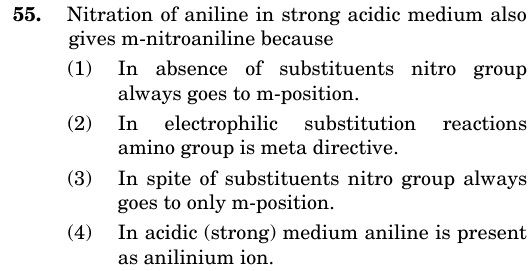 55. Nitration of aniline in strong acidic medium also
gives m-nitroaniline because
(1) In absence of substituents nitro group
always goes to m-position.
(2) In electrophilic substitution reactions
amino group is meta directive.
(3) In spite of substituents nitro group always
goes to only m-position.
(4) In acidic (strong) medium aniline is present
as anilinium ion.